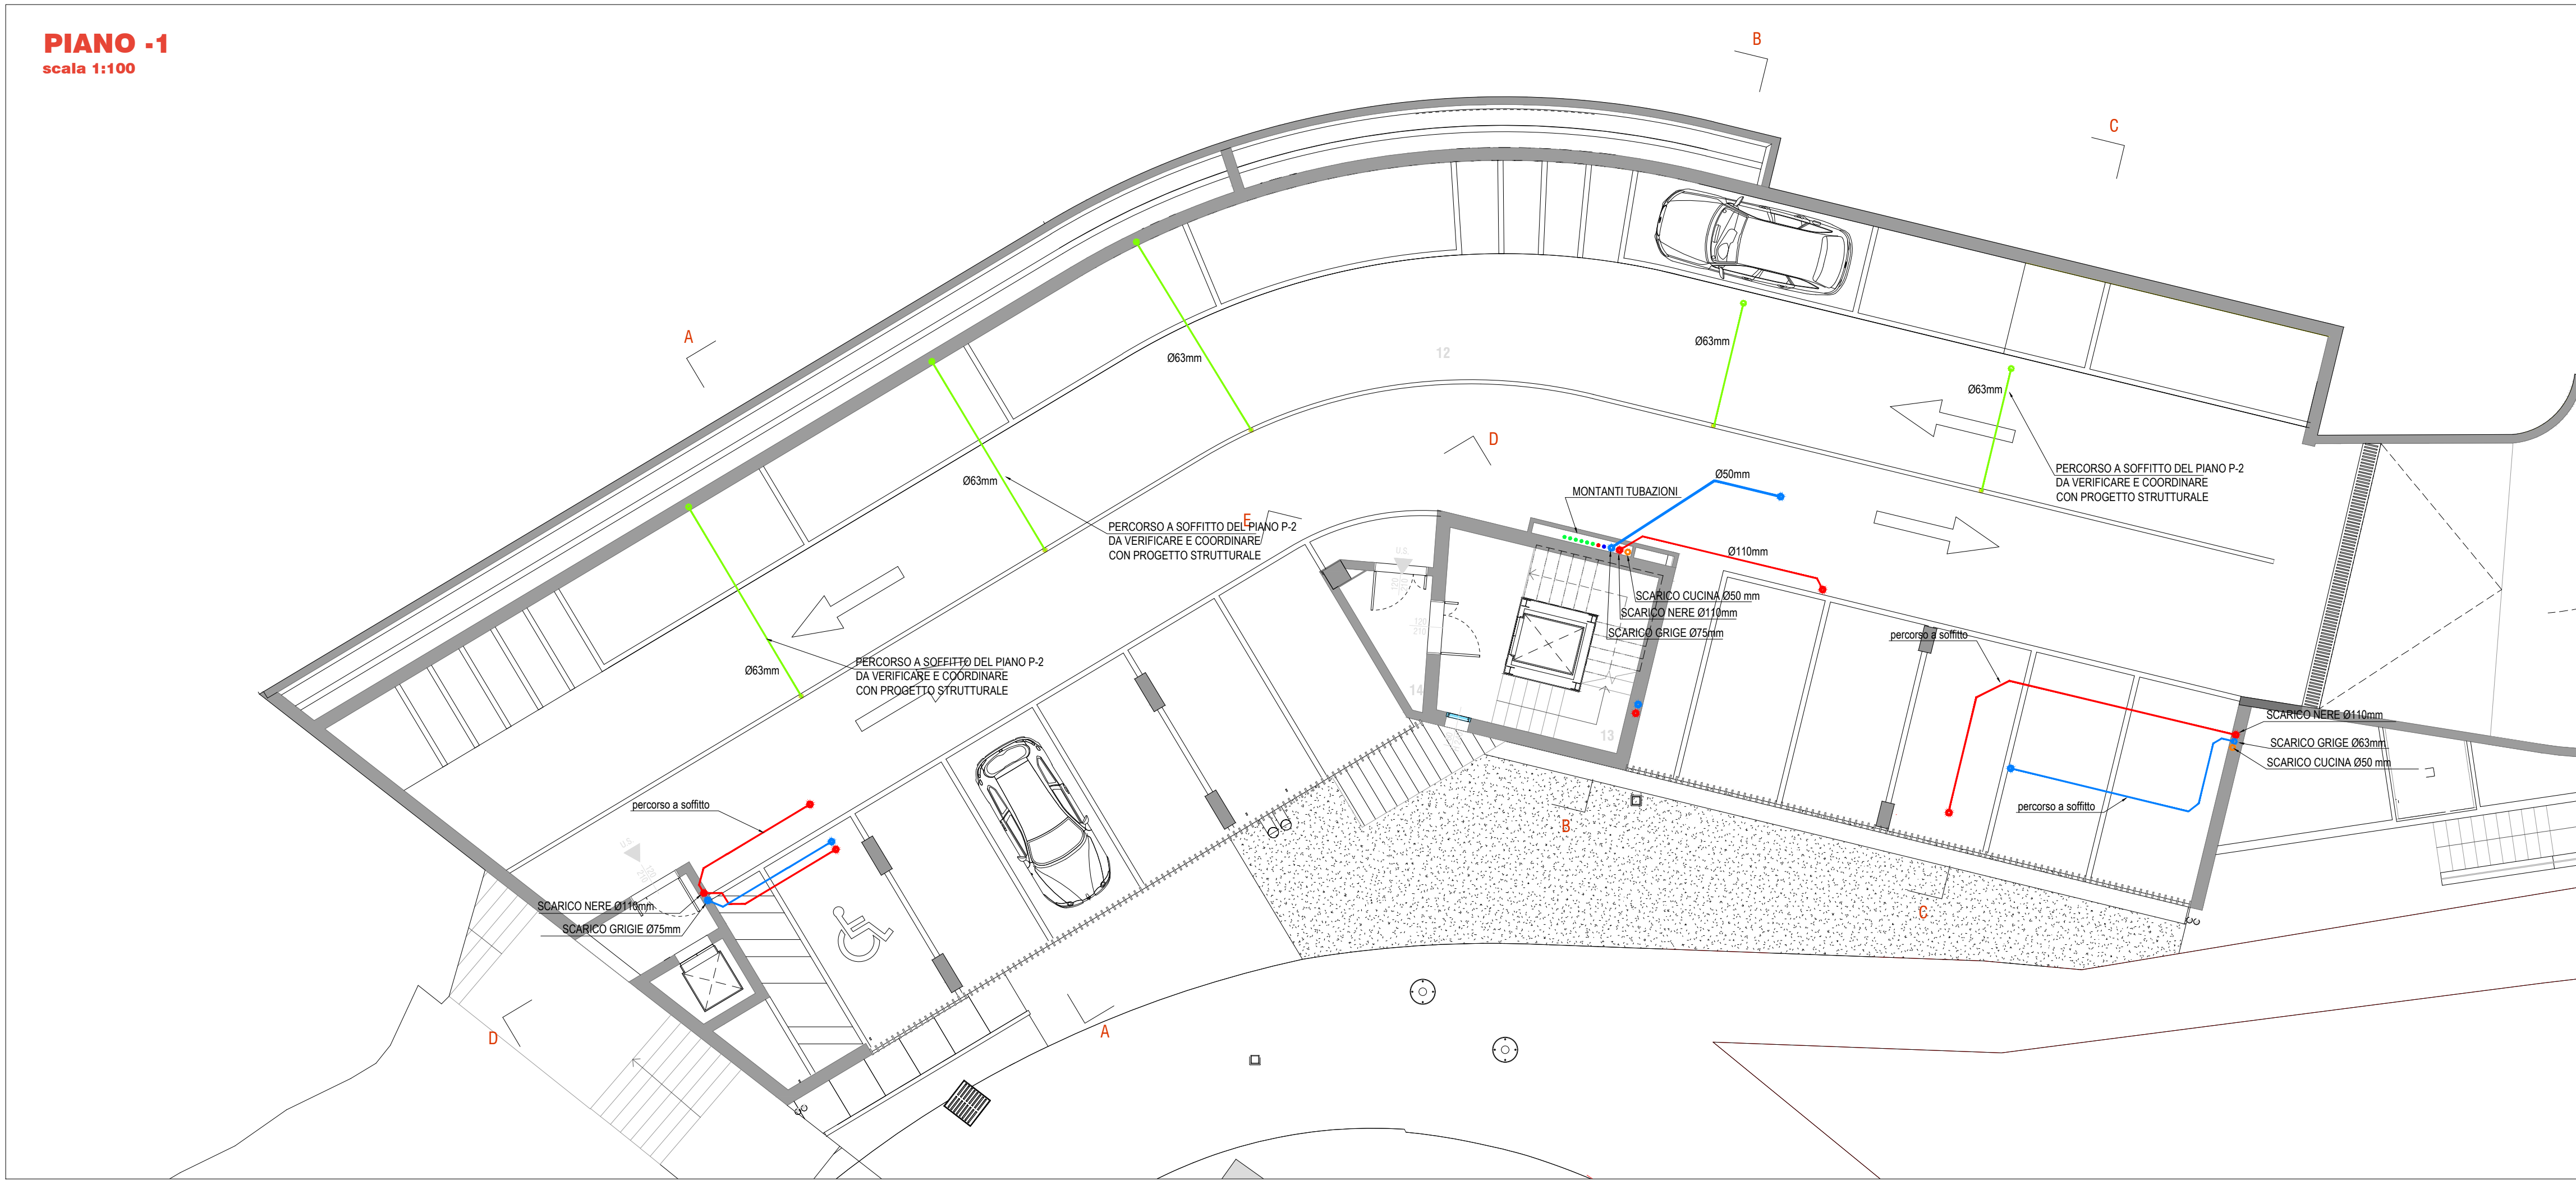 PIANO -1
scala 1:100
B
C
A
Ø63mm
Ø63mm
12
Ø63mm
D
Ø63mm
PERCORSO A SOFFITTO DEL PIANO P-2
DA VERIFICARE E COORDINARE
CON PROGETTO STRUTTURALE
Ø50mm
MONTANTI TUBAZIONI
E
PERCORSO A SOFFITTO DEL PIANO P-2
DA VERIFICARE E COORDINARE
CON PROGETTO STRUTTURALE
U.S.
Ø110mm
SCARICO CUCINA Ø50 mm
SCARICO NERE Ø110mm
SCARICO GRIGE Ø75mm
120
210
percorso a soffitto
Ø63mm
PERCORSO A SOFFITTO DEL PIANO P-2
DA VERIFICARE E COORDINARE
CON PROGETTO STRUTTURALE
14
13
SCARICO NERE Ø110mm
SCARICO GRIGE Ø63mm
SCARICO CUCINA Ø50 mm
percorso a soffitto
percorso a soffitto
B
U.S.
SCARICO NERE Ø110mm
SCARICO GRIGIE Ø75mm
C
D
A